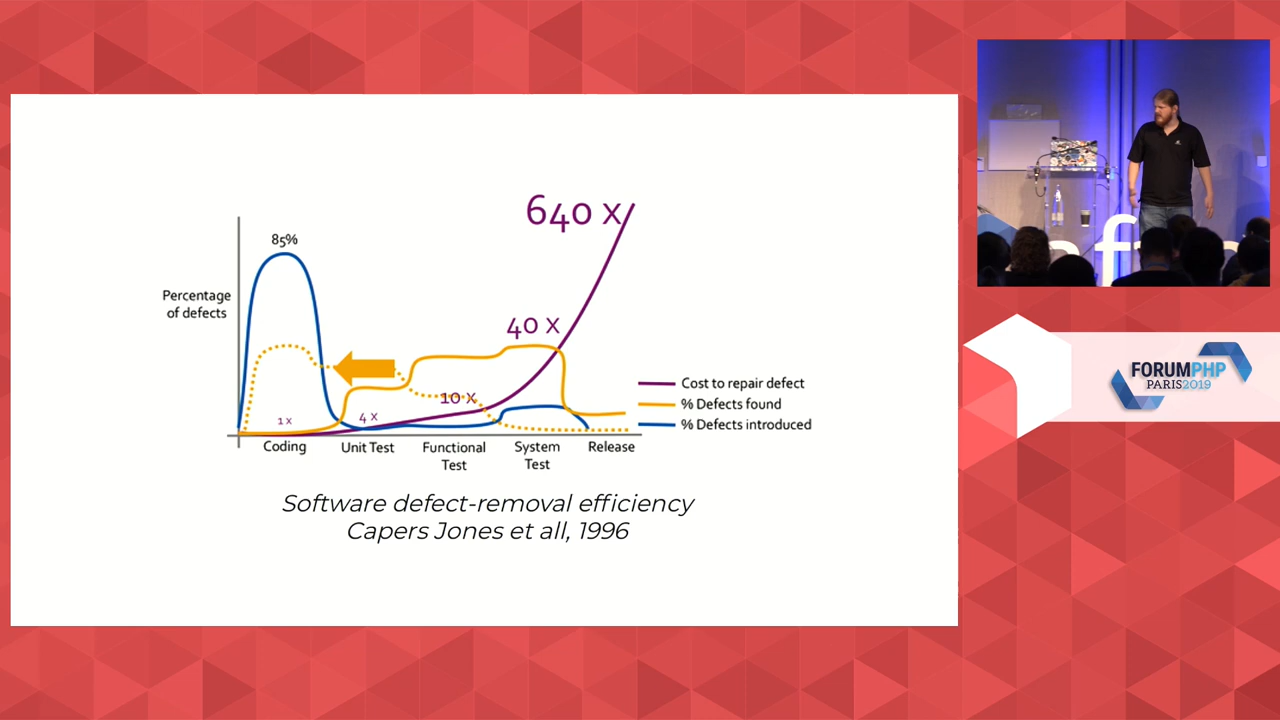 640 x
85%
40 x
Percentage
of defects
10 x
1 x
4 x
Cost to repair defect
% Defects found
% Defects introduced
Coding
Unit Test
Functional
Test
System
Test
Release
Software defect-removal efficiency
Capers Jones et all, 1996
FORUMPHP
PARIS2019